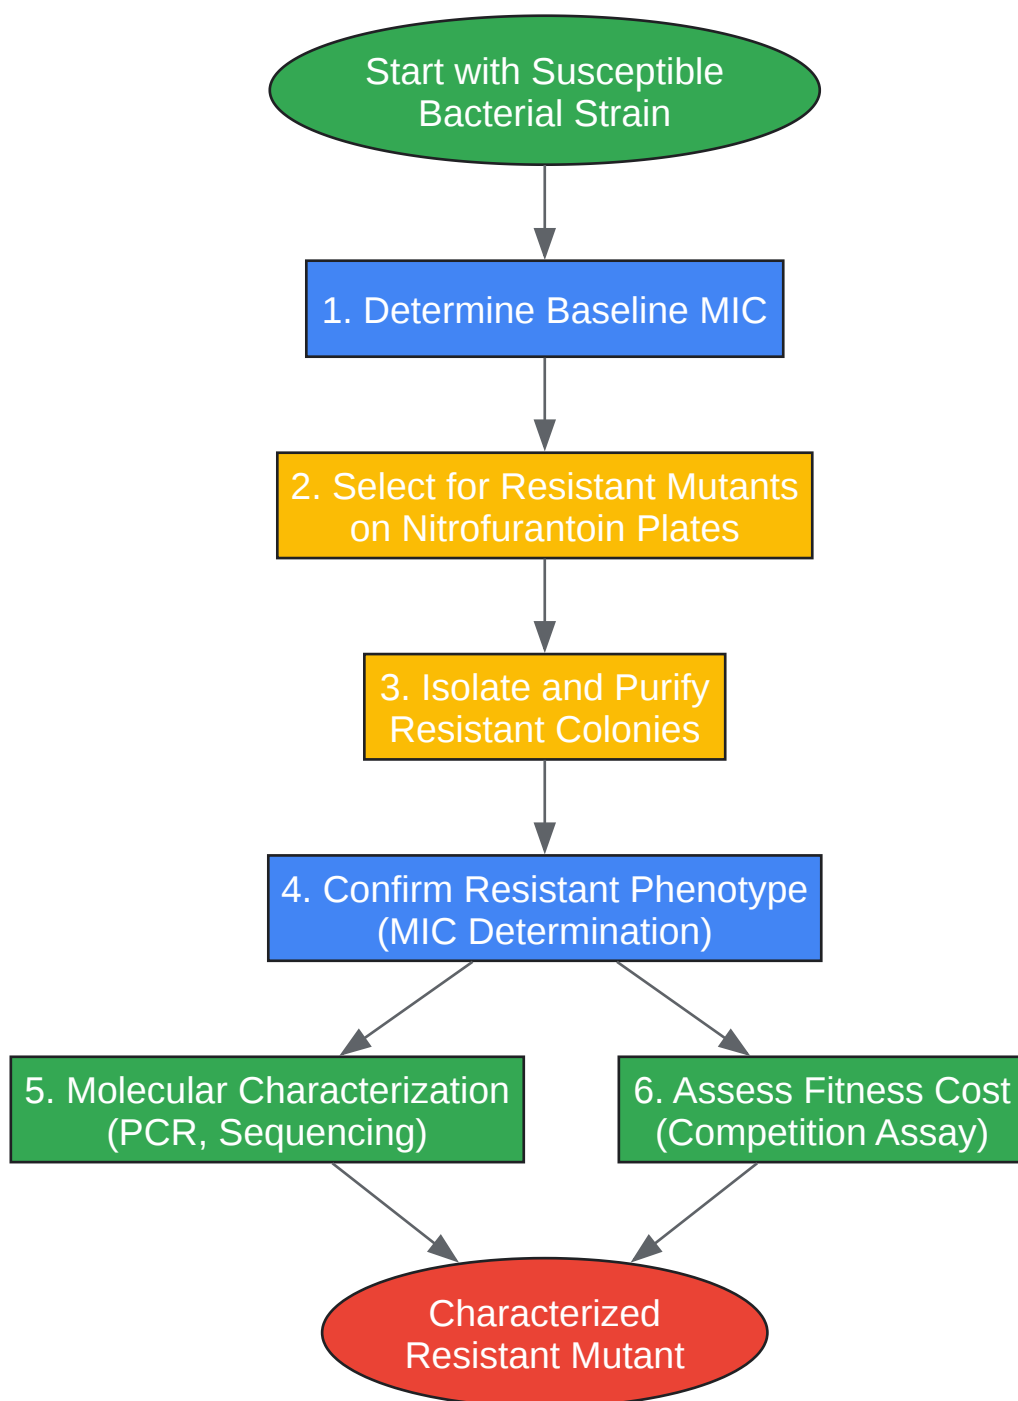 Start with Susceptible
Bacterial Strain
1. Determine Baseline MIC
2. Select for Resistant Mutants
on Nitrofurantoin Plates
3. Isolate and Purify
Resistant Colonies
4. Confirm Resistant Phenotype
(MIC Determination)
5. Molecular Characterization
(PCR, Sequencing)
6. Assess Fitness Cost
(Competition Assay)
Characterized
Resistant Mutant